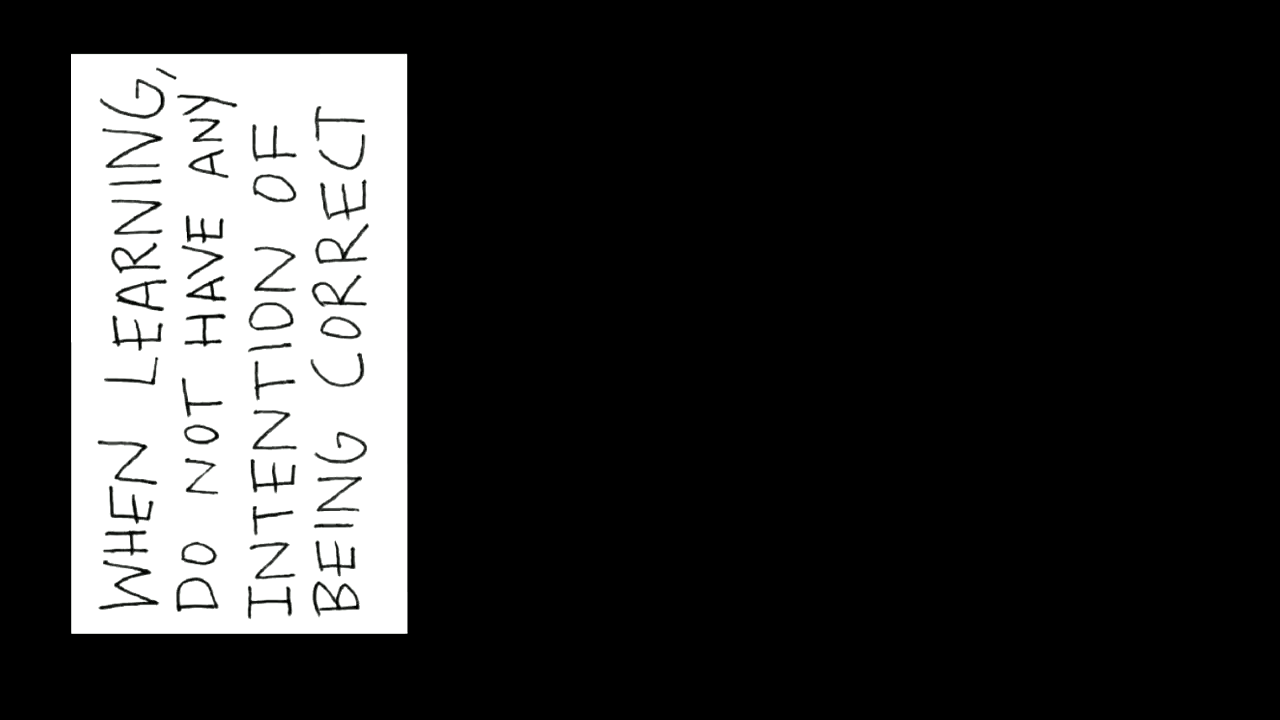 WHEN LEARNING,
DO NOT HAVE ANY
INTENTION OF
BEING CORRECT